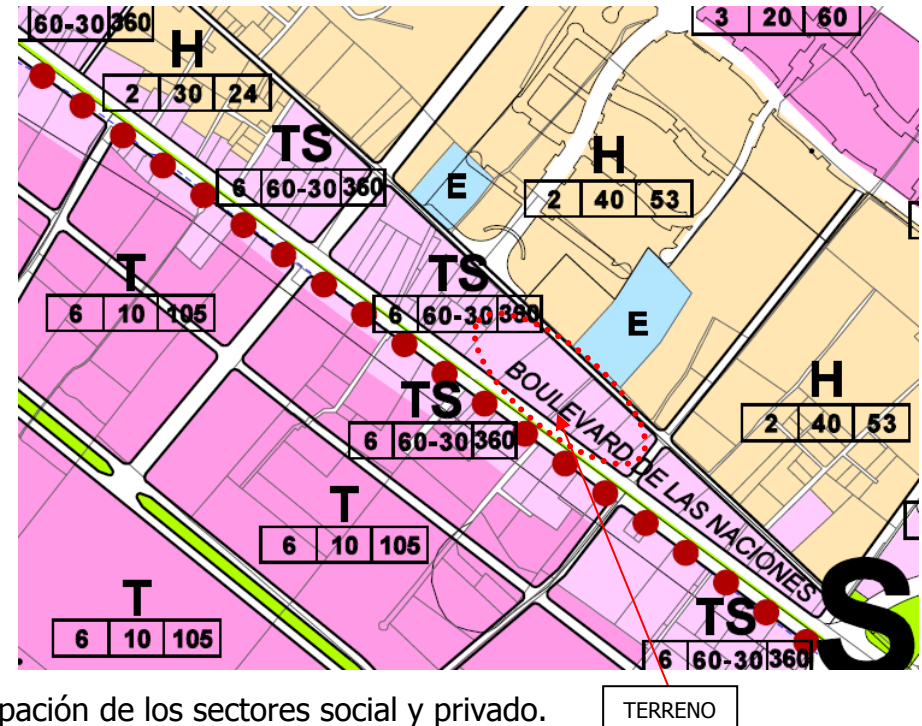 60-30 360
3 20 60
H
2 30 24
TS
6 60-30 360
E
H
2 40 53
T
6 10 105
TS
6 60-30 380
E
BOULEVARD DE LAS NACIONES
H
2 40 53
TS
6 60-30 360
T
6 10 105
T
6 10 105
TS
6 60-30 360
S
pación de los sectores social y privado.
TERRENO